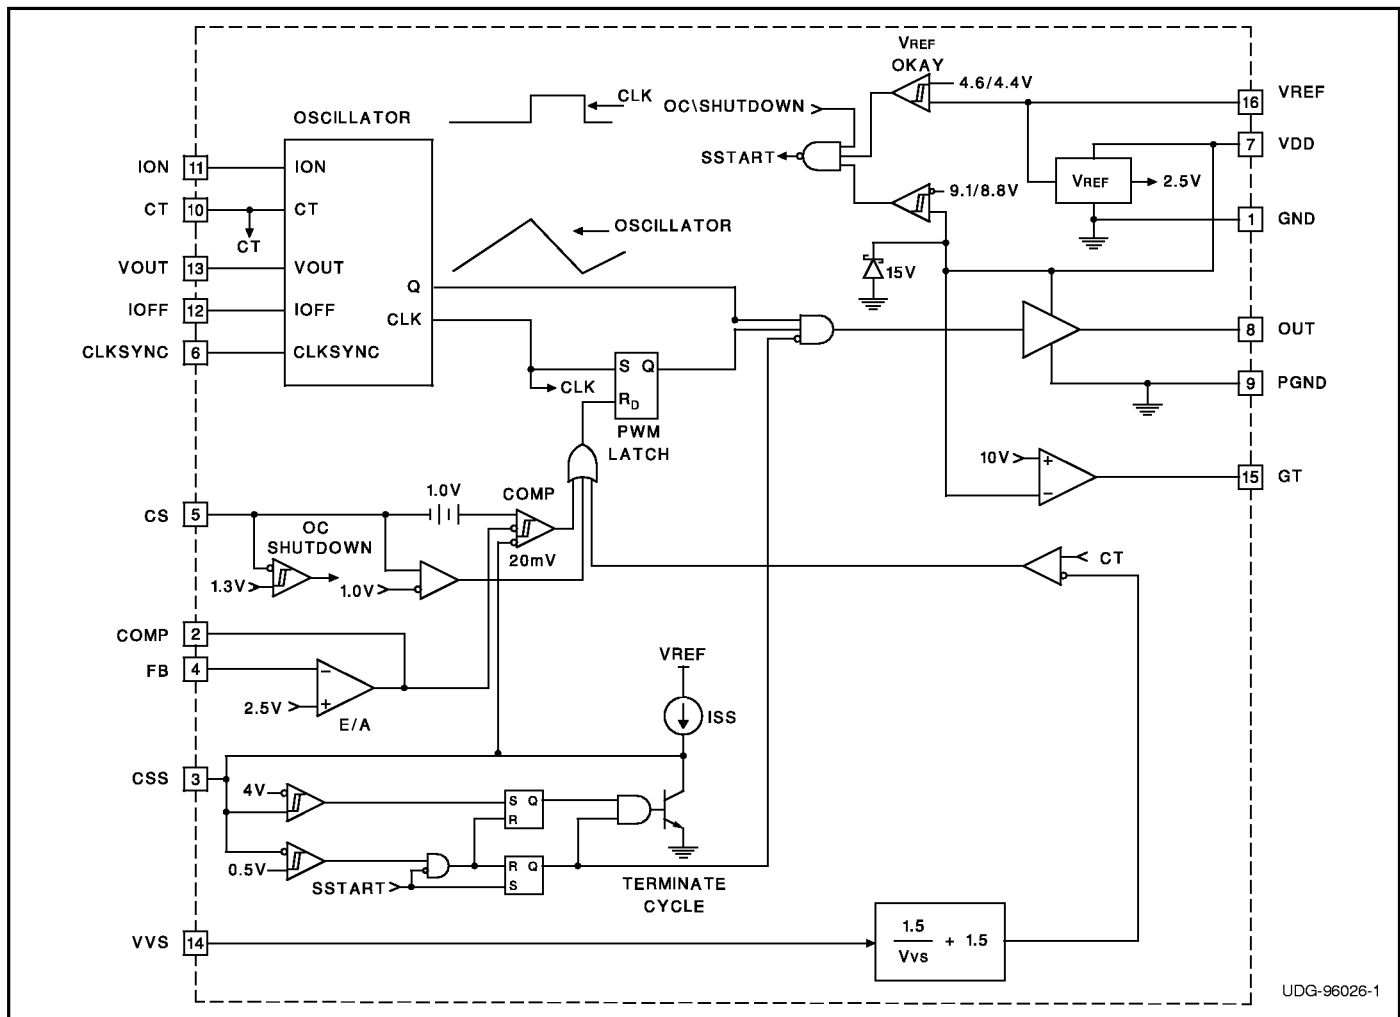 VREF
OKAY
4.6/4.4V
OC\SHUTDOWN
CLK
OSCILLATOR
16 VREF
7 VDD
SSTART
VREF
2.5V
ION 11 ION
9.1/8.8V
CT 10 CT
CT
1 GND
OSCILLATOR
VOUT 13 VOUT
15V
Q
IOFF 12 IOFF
CLK
8 OUT
CLKSYNC 6 CLKSYNC
S Q
CLK
RD
9 PGND
PWM
LATCH
10V
+
−
15 GT
CS 5
1.0V
COMP
OC
SHUTDOWN
20mV
1.3V
1.0V
CT
COMP 2
FB 4
−
2.5V
+
E/A
VREF
ISS
CSS 3
4V
S Q
R
0.5V
R Q
S
SSTART
TERMINATE
CYCLE
VVS 14
1.5
Vvs
+ 1.5
UDG-96026-1